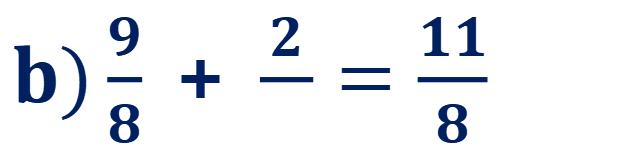 b) 9/8 + 2/ = 11/8